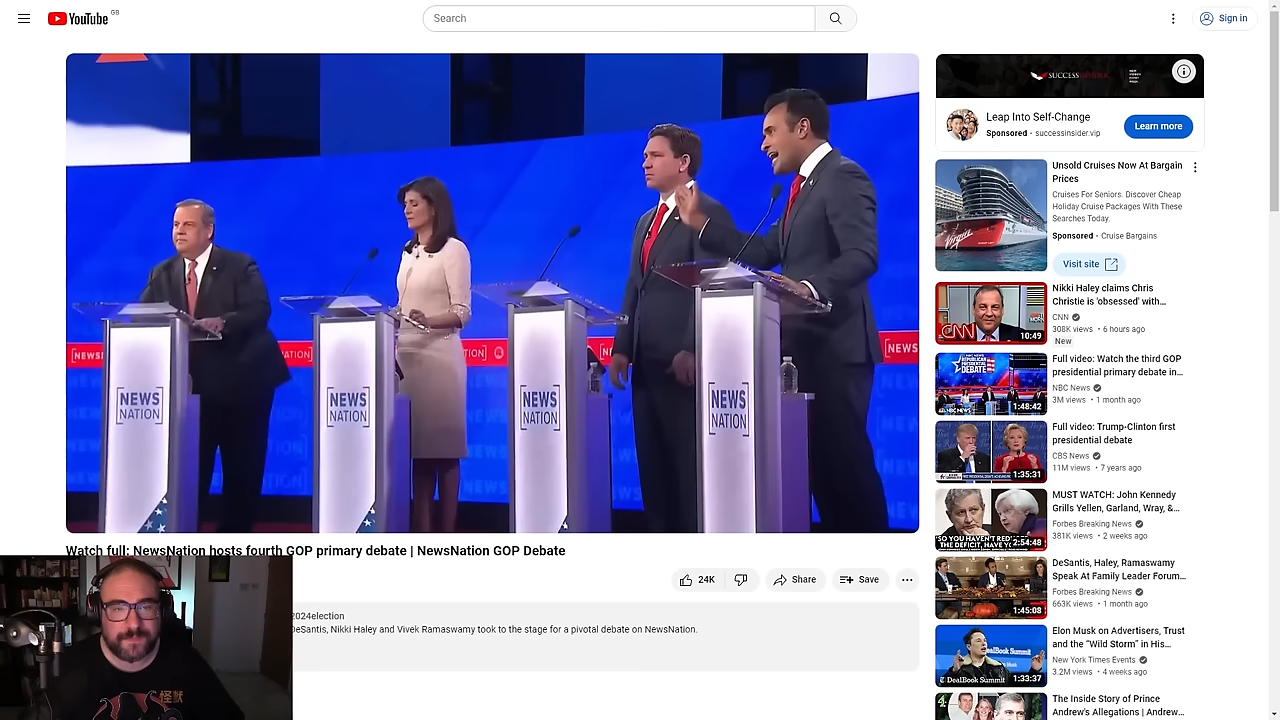 YouTube GB
Search
Sign in
[NEWS
NATION]
[NEWS
NATION]
[NEWS
NATION]
[NEWS
NATION]
Watch full: NewsNation hosts fourth GOP primary debate | NewsNation GOP Debate
24K
Share
Save
2024election
DeSantis, Nikki Haley and Vivek Ramaswamy took to the stage for a pivotal debate on NewsNation.
怪獣
SUCCESS
Leap Into Self-Change
Sponsored · successinsider.vip
Learn more
Unsold Cruises Now At Bargain
Prices
Cruises For Seniors. Discover Cheap
Holiday Cruise Packages With These
Searches Today.
Sponsored · Cruise Bargains
Visit site
Virgin
Nikki Haley claims Chris
Christie is 'obsessed' with...
CNN
308K views • 6 hours ago
New
CNN
10:49
Full video: Watch the third GOP
presidential primary debate in...
NBC News
3M views • 1 month ago
1:48:42
Full video: Trump-Clinton first
presidential debate
CBS News
11M views • 7 years ago
1:35:31
MUST WATCH: John Kennedy
Grills Yellen, Garland, Wray, &...
Forbes Breaking News
381K views • 2 weeks ago
2:54:48
DeSantis, Haley, Ramaswamy
Speak At Family Leader Forum...
Forbes Breaking News
663K views • 1 month ago
1:45:08
Elon Musk on Advertisers, Trust
and the “Wild Storm” in His...
New York Times Events
3.2M views • 4 weeks ago
DealBook Summit
1:33:37
The Inside Story of Prince
Andrew's Allegations | Andrew...